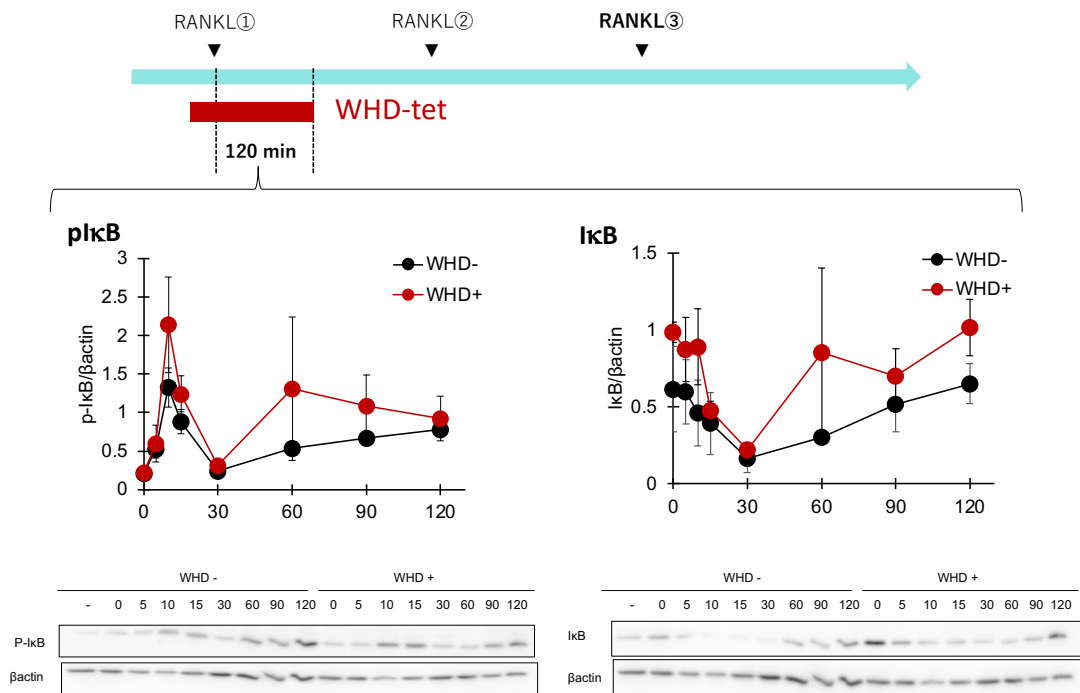 RANKL① RANKL② RANKL③
WHD-tet
120 min
pIκB
3
2.5
2
1.5
1
0.5
0
p-IκB/βactin
WHD-
WHD+
0 30 60 90 120
IκB
1.5
1
0.5
0
IκB/βactin
WHD-
WHD+
0 30 60 90 120
WHD - WHD +
- 0 5 10 15 30 60 90 120 0 5 10 15 30 60 90 120
P-IκB
βactin
WHD - WHD +
- 0 5 10 15 30 60 90 120 0 5 10 15 30 60 90 120
IκB
βactin